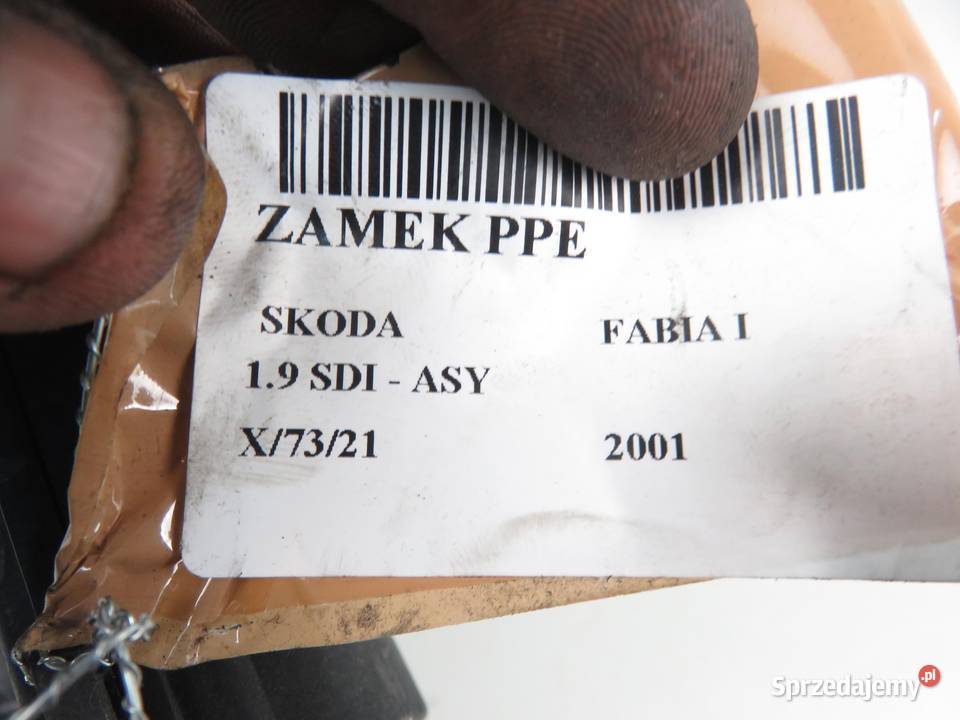 ZAMEK PPE
SKODA FABIA I
1.9 SDI - ASY
X/73/21 2001
Sprzedajemy.pl